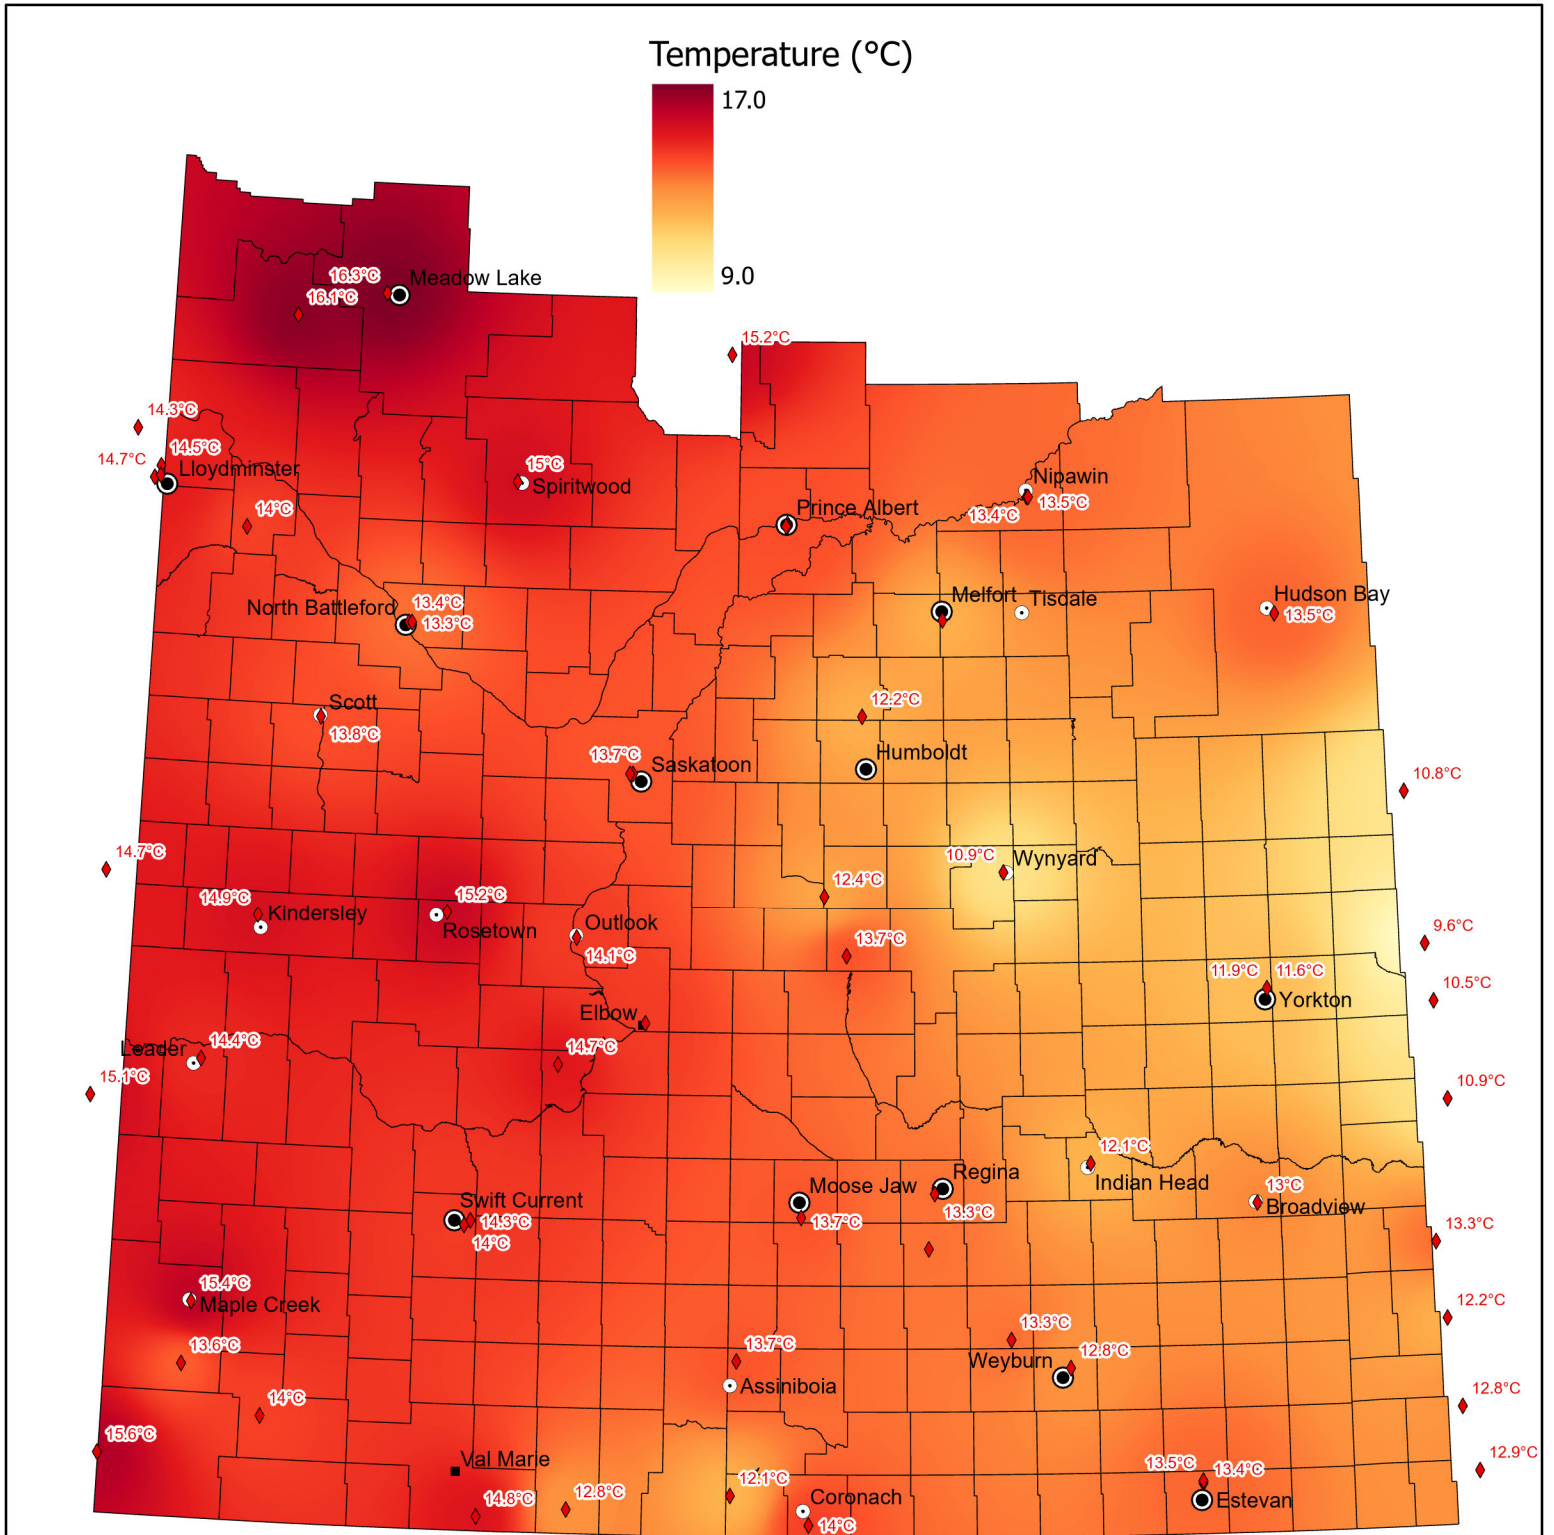 Temperature (°C)
17.0
9.0
16.3°C
Meadow Lake
16.1°C
15.2°C
14.3°C
14.5°C
14.7°C
Lloydminster
15°C
Spiritwood
Nipawin
13.5°C
13.4°C
14°C
Prince Albert
Melfort
Tisdale
Hudson Bay
13.5°C
North Battleford
13.4°C
13.3°C
Scott
13.8°C
12.2°C
Humboldt
13.7°C
Saskatoon
10.8°C
14.7°C
10.9°C
Wynyard
12.4°C
14.9°C
Kindersley
15.2°C
Rosetown
Outlook
14.1°C
13.7°C
9.6°C
11.9°C
11.6°C
Yorkton
10.5°C
Elbow
14.4°C
Leader
14.7°C
15.1°C
10.9°C
12.1°C
Indian Head
Regina
13.3°C
Moose Jaw
13.7°C
13°C
Broadview
Swift Current
14.3°C
14°C
13.3°C
15.4°C
Maple Creek
12.2°C
13.6°C
13.3°C
Weyburn
12.8°C
13.7°C
Assiniboia
14°C
12.8°C
15.6°C
Val Marie
12.9°C
13.5°C
13.4°C
Estevan
14.8°C
12.8°C
12.1°C
Coronach
14°C